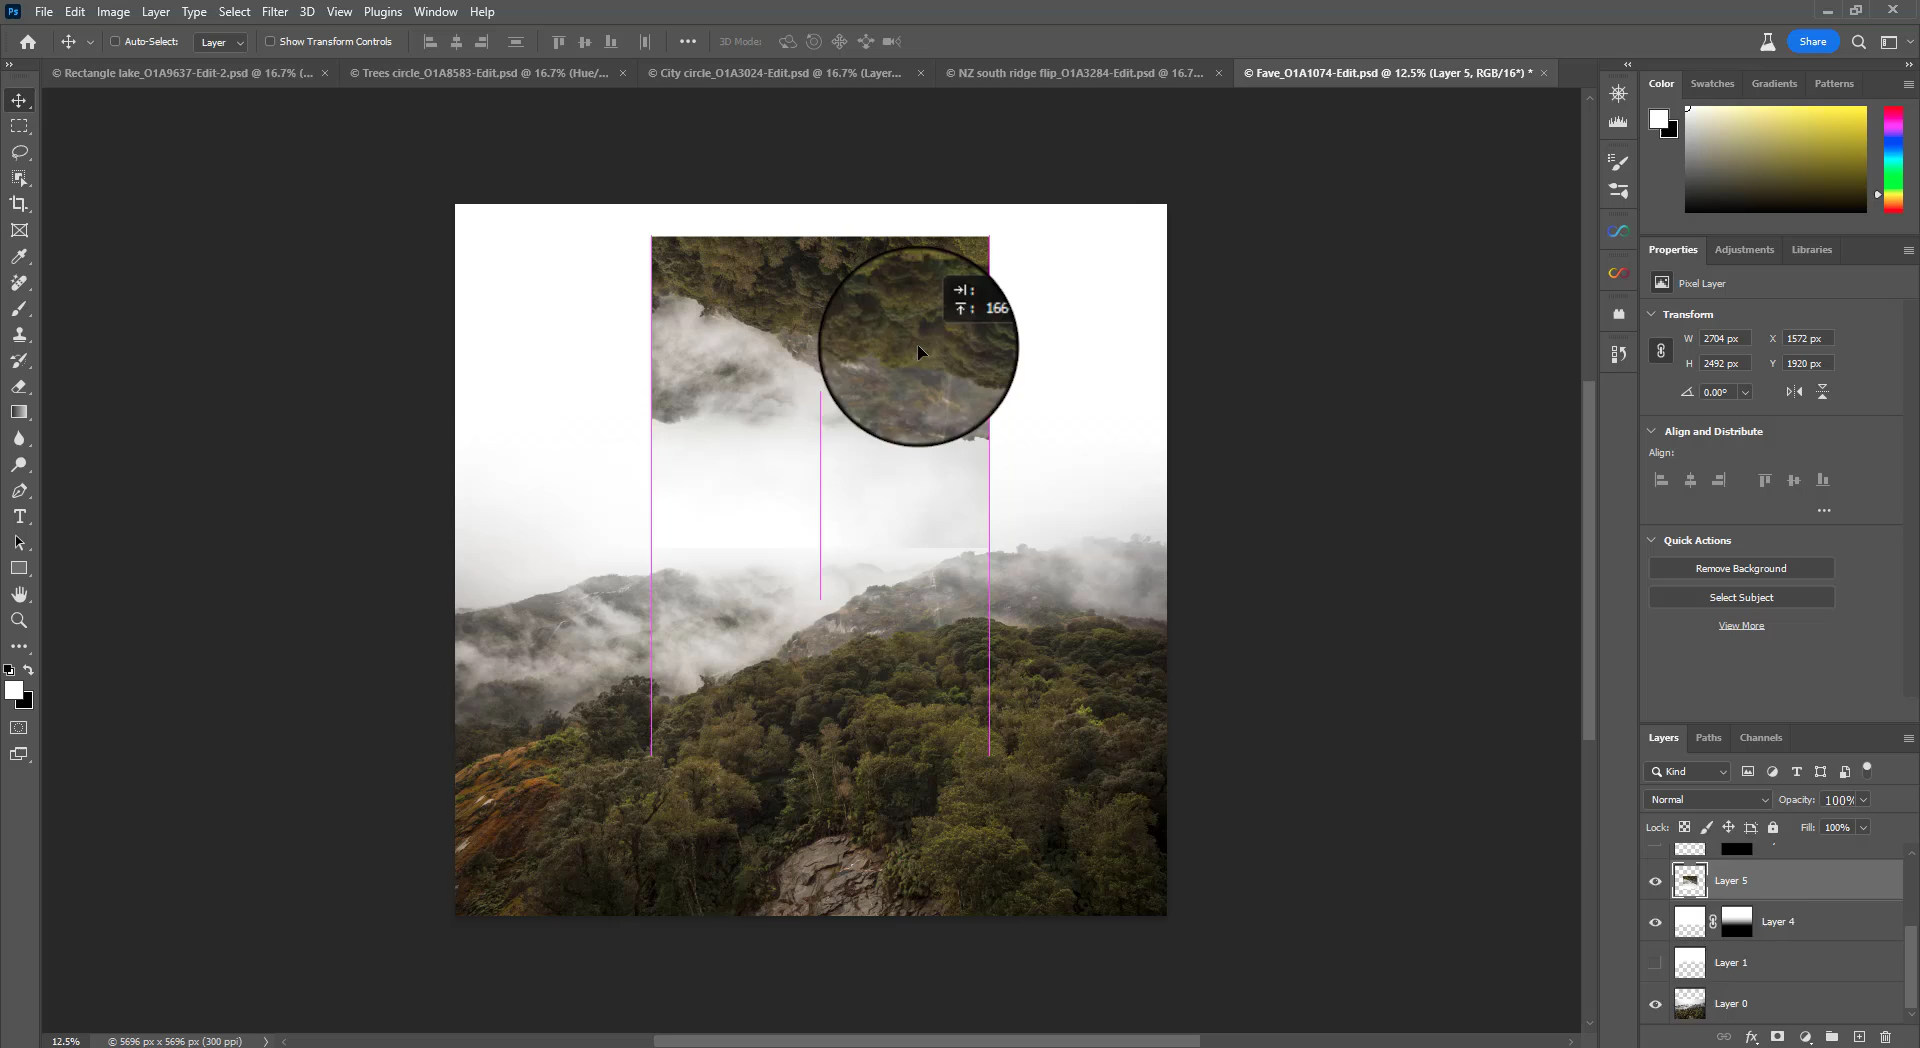 Ps File Edit Image Layer Type Select Filter 3D View Plugins Window Help
Auto-Select: Layer Show Transform Controls 3D Mode: Share
© Rectangle lake_O1A9637-Edit-2.psd @ 16.7% (... × © Trees circle_O1A8583-Edit.psd @ 16.7% (Hue/... × © City circle_O1A3024-Edit.psd @ 16.7% (Layer... × © NZ south ridge flip_O1A3284-Edit.psd @ 16.7... × © Fave_O1A1074-Edit.psd @ 12.5% (Layer 5, RGB/16*) * ×
Color Swatches Gradients Patterns
Properties Adjustments Libraries
Pixel Layer
Transform
W 2704 px X 1572 px
H 2492 px Y 1920 px
0.00°
Align and Distribute
Align:
Quick Actions
Remove Background
Select Subject
View More
Layers Paths Channels
Kind
Normal Opacity: 100%
Lock: Fill: 100%
Layer 5
Layer 4
Layer 1
Layer 0
:
: 166
12.5% © 5696 px x 5696 px (300 ppi)